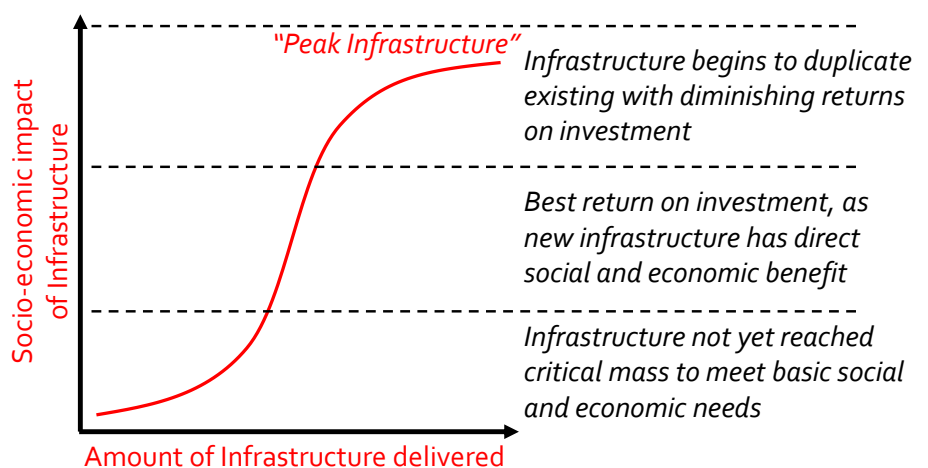 “Peak Infrastructure”
Infrastructure begins to duplicate
existing with diminishing returns
on investment
Best return on investment, as
new infrastructure has direct
social and economic benefit
Infrastructure not yet reached
critical mass to meet basic social
and economic needs
Socio-economic impact
of Infrastructure
Amount of Infrastructure delivered